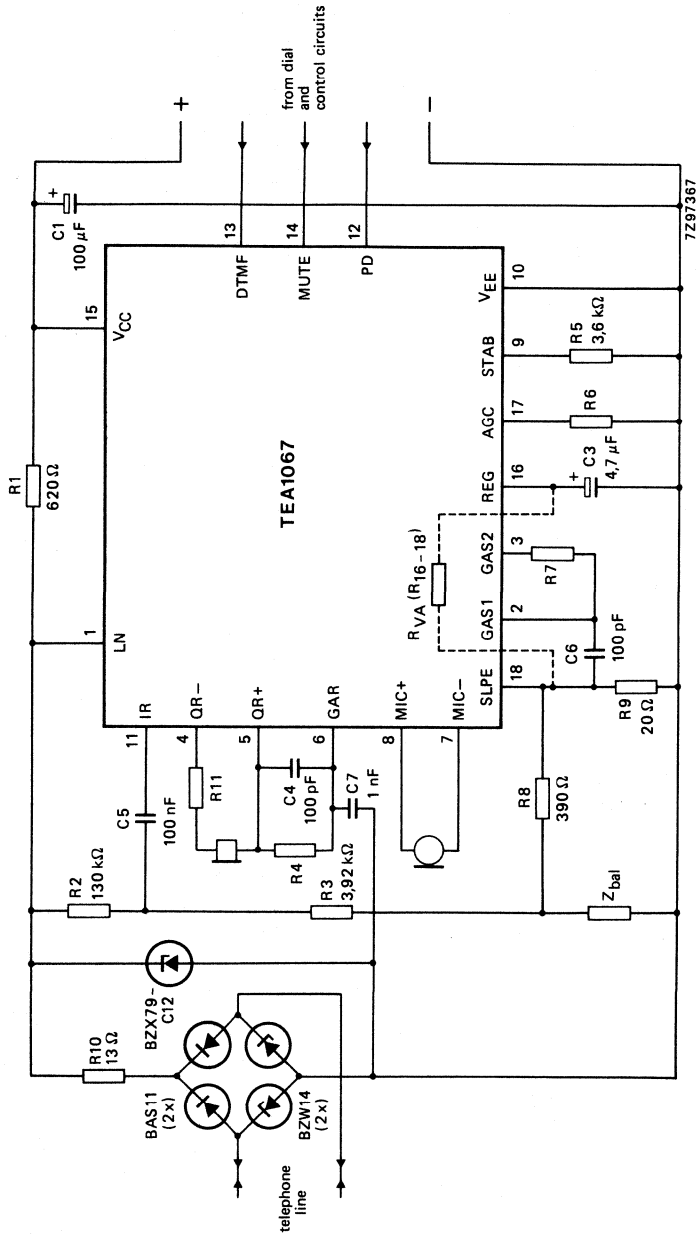 R1
620 Ω
C1
100 µF
+
+
from dial
and
control circuits
−
R10
13 Ω
BZX79-
C12
R2
130 kΩ
BAS11
(2x)
BZW14
(2x)
telephone
line
1
LN
15
VCC
TEA1067
13
DTMF
14
MUTE
12
PD
C5
100 nF
11
IR
4
QR−
R11
5
QR+
6
GAR
C4
100 pF
R4
C7
1 nF
R3
3,92 kΩ
8
MIC+
7
MIC−
RVA (R16-18)
SLPE
18
GAS1
2
GAS2
3
REG
16
AGC
17
STAB
9
VEE
10
R8
390 Ω
Zbal
R9
20 Ω
C6
100 pF
R7
+
C3
4,7 µF
R6
R5
3,6 kΩ
7Z97367